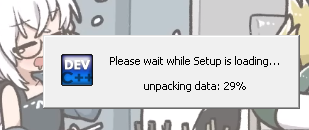 DEV
C++
Please wait while Setup is loading...
unpacking data: 29%